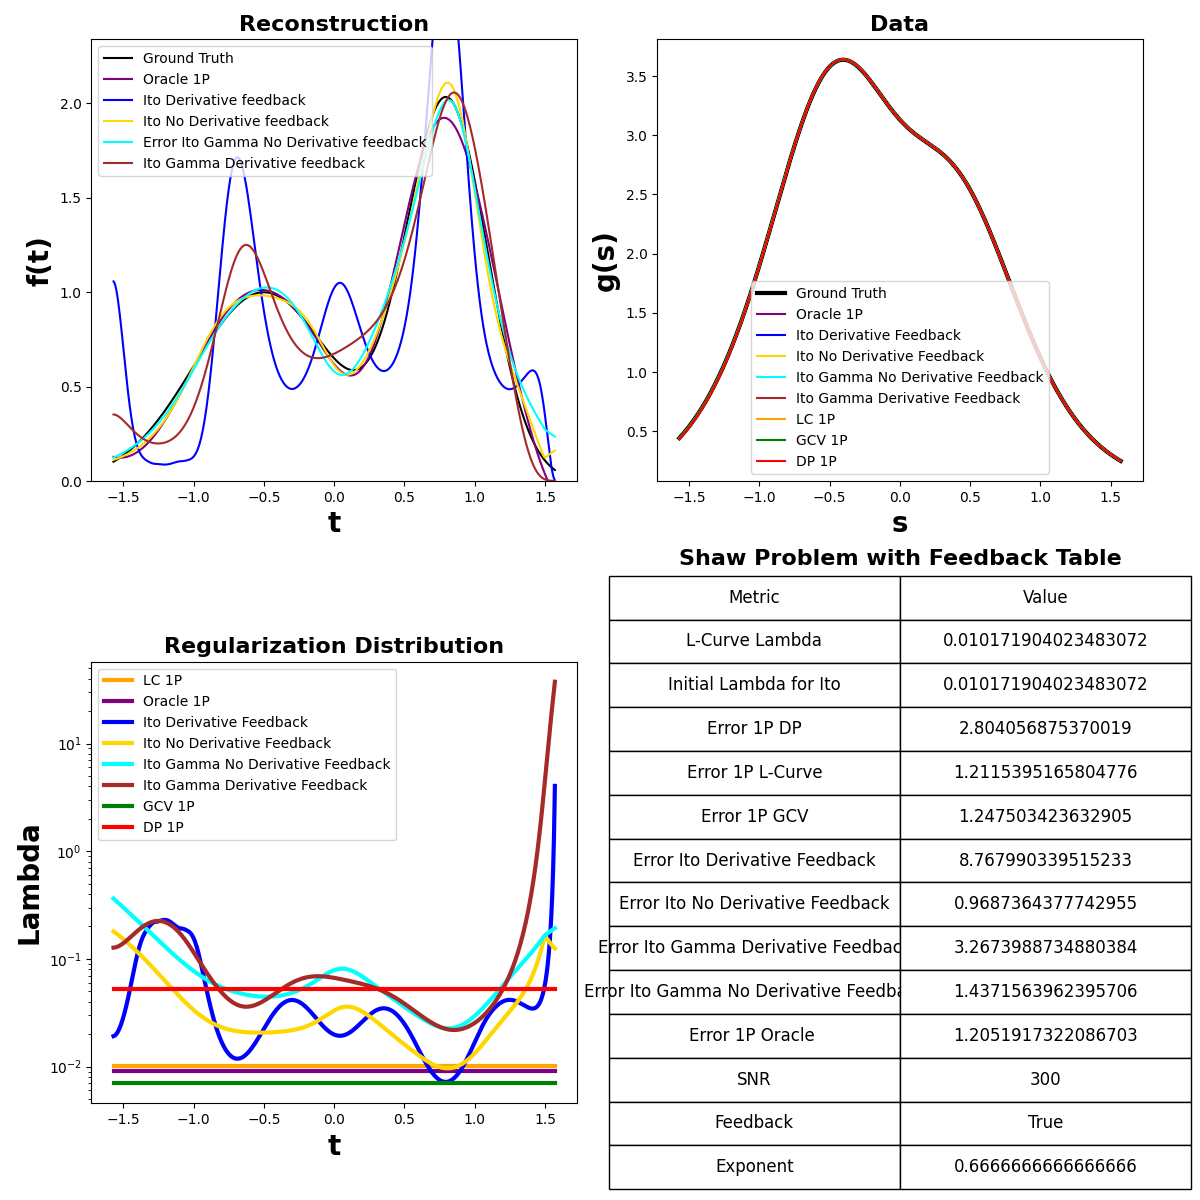 Reconstruction
Ground Truth
Oracle 1P
Ito Derivative feedback
Ito No Derivative feedback
Error Ito Gamma No Derivative feedback
Ito Gamma Derivative feedback
f(t)
2.0
1.5
1.0
0.5
0.0
−1.5 −1.0 −0.5 0.0 0.5 1.0 1.5
t
Data
g(s)
3.5
3.0
2.5
2.0
1.5
1.0
0.5
Ground Truth
Oracle 1P
Ito Derivative Feedback
Ito No Derivative Feedback
Ito Gamma No Derivative Feedback
Ito Gamma Derivative Feedback
LC 1P
GCV 1P
DP 1P
−1.5 −1.0 −0.5 0.0 0.5 1.0 1.5
s
Regularization Distribution
LC 1P
Oracle 1P
Ito Derivative Feedback
Ito No Derivative Feedback
Ito Gamma No Derivative Feedback
Ito Gamma Derivative Feedback
GCV 1P
DP 1P
Lambda
10¹
10⁰
10⁻¹
10⁻²
−1.5 −1.0 −0.5 0.0 0.5 1.0 1.5
t
Shaw Problem with Feedback Table
Metric Value
L-Curve Lambda 0.010171904023483072
Initial Lambda for Ito 0.010171904023483072
Error 1P DP 2.804056875370019
Error 1P L-Curve 1.2115395165804776
Error 1P GCV 1.247503423632905
Error Ito Derivative Feedback 8.767990339515233
Error Ito No Derivative Feedback 0.9687364377742955
Error Ito Gamma Derivative Feedbac 3.2673988734880384
Error Ito Gamma No Derivative Feedba 1.4371563962395706
Error 1P Oracle 1.2051917322086703
SNR 300
Feedback True
Exponent 0.6666666666666666